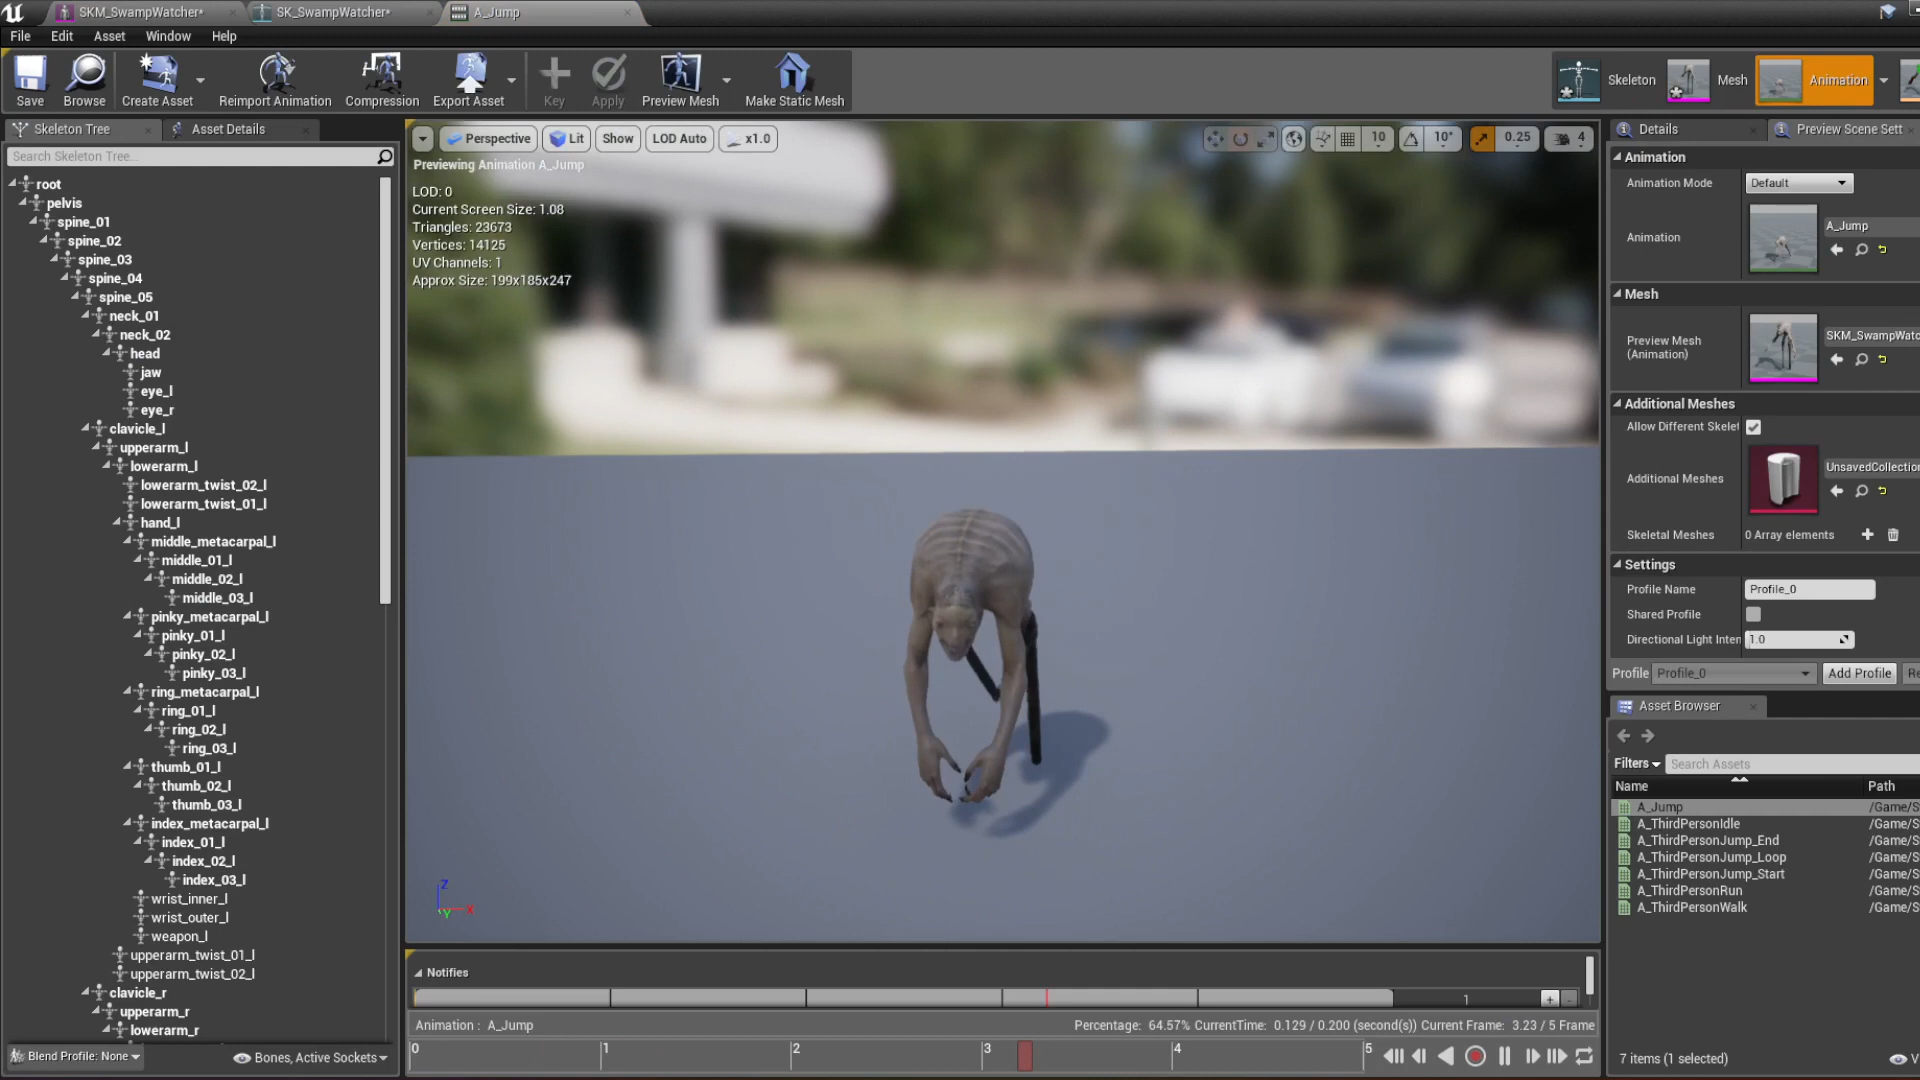 SKM_SwampWatcher*
SK_SwampWatcher*
A_Jump
File Edit Asset Window Help
Save
Browse
Create Asset
Reimport Animation
Compression
Export Asset
Key
Apply
Preview Mesh
Make Static Mesh
Skeleton
Mesh
Animation
Skeleton Tree
Asset Details
Search Skeleton Tree...
root
pelvis
spine_01
spine_02
spine_03
spine_04
spine_05
neck_01
neck_02
head
jaw
eye_l
eye_r
clavicle_l
upperarm_l
lowerarm_l
lowerarm_twist_02_l
lowerarm_twist_01_l
hand_l
middle_metacarpal_l
middle_01_l
middle_02_l
middle_03_l
pinky_metacarpal_l
pinky_01_l
pinky_02_l
pinky_03_l
ring_metacarpal_l
ring_01_l
ring_02_l
ring_03_l
thumb_01_l
thumb_02_l
thumb_03_l
index_metacarpal_l
index_01_l
index_02_l
index_03_l
wrist_inner_l
wrist_outer_l
weapon_l
upperarm_twist_01_l
upperarm_twist_02_l
clavicle_r
upperarm_r
lowerarm_r
Blend Profile: None
Bones, Active Sockets
Perspective Lit Show LOD Auto x1.0
10 10° 0.25 4
Previewing Animation A_Jump
LOD: 0
Current Screen Size: 1.08
Triangles: 23673
Vertices: 14125
UV Channels: 1
Approx Size: 199x185x247
Z
X
Y
Notifies
1
Animation : A_Jump
Percentage: 64.57% CurrentTime: 0.129 / 0.200 (second(s)) Current Frame: 3.23 / 5 Frame
0 1 2 3 4 5
Details
Preview Scene Sett
Animation
Animation Mode Default
Animation
A_Jump
Mesh
Preview Mesh
(Animation)
SKM_SwampWatc
Additional Meshes
Allow Different Skelet
Additional Meshes
UnsavedCollection
Skeletal Meshes 0 Array elements
Settings
Profile Name Profile_0
Shared Profile
Directional Light Inten 1.0
Profile Profile_0 Add Profile Re
Asset Browser
Filters Search Assets
Name Path
A_Jump /Game/S
A_ThirdPersonIdle /Game/S
A_ThirdPersonJump_End /Game/S
A_ThirdPersonJump_Loop /Game/S
A_ThirdPersonJump_Start /Game/S
A_ThirdPersonRun /Game/S
A_ThirdPersonWalk /Game/S
7 items (1 selected)
V